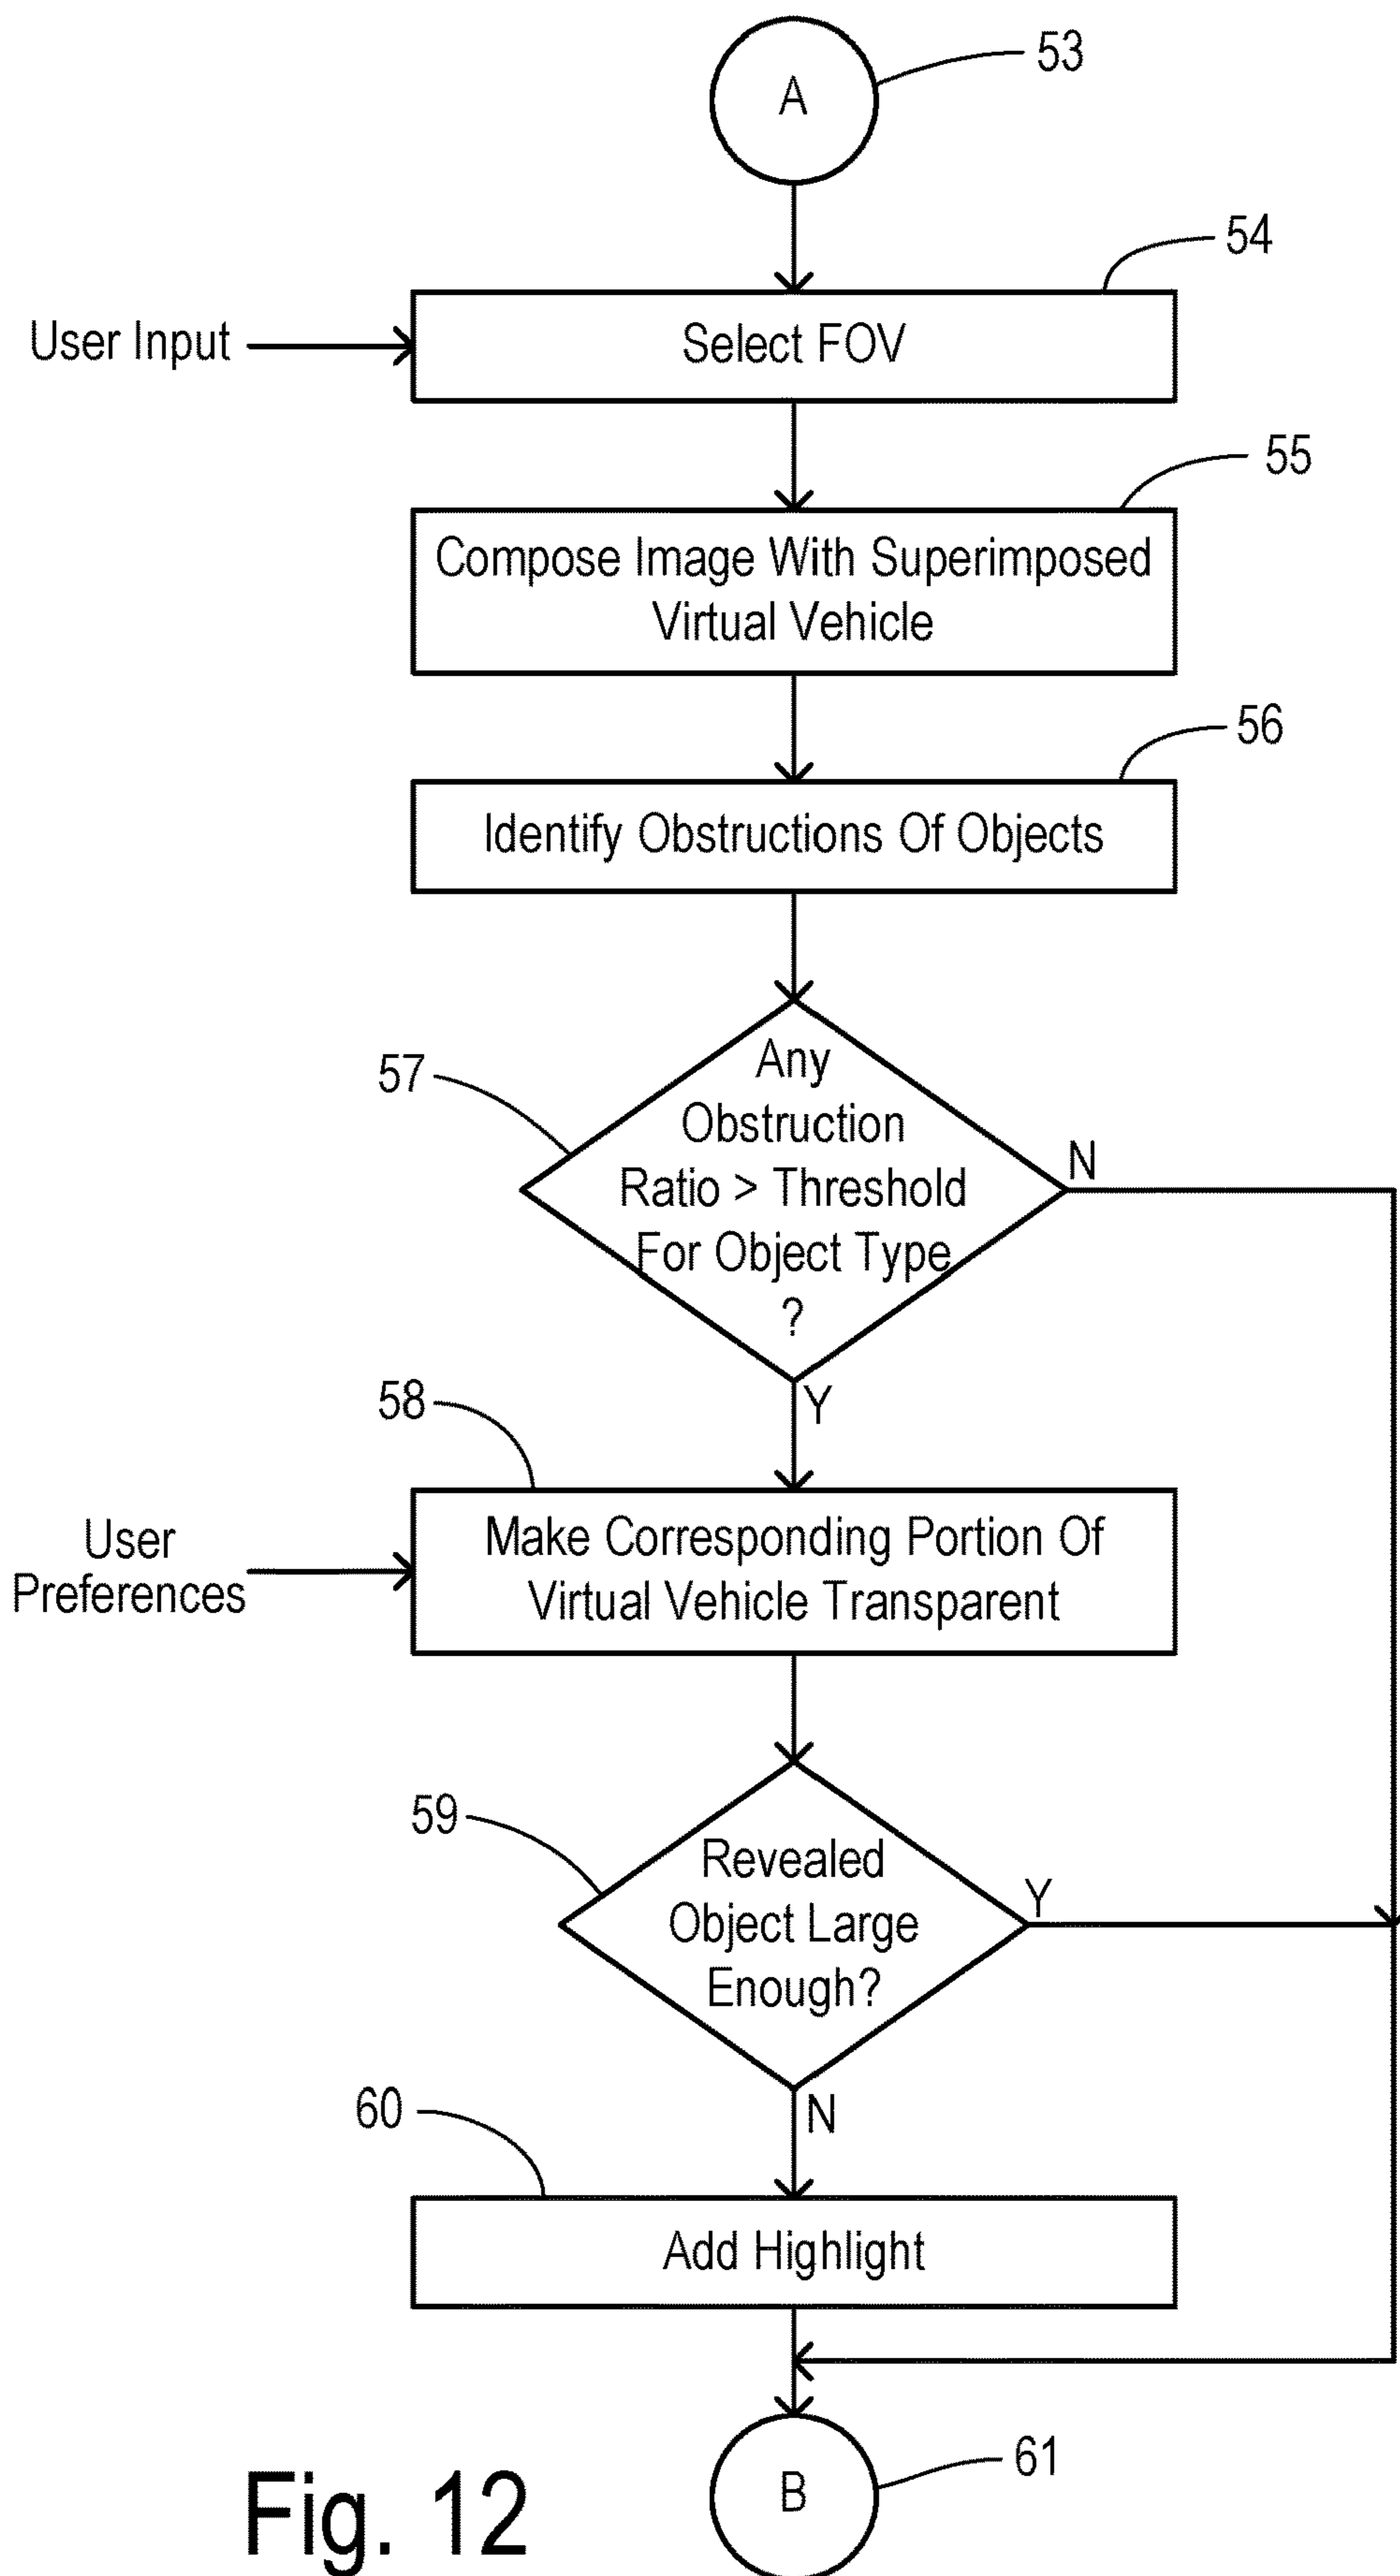 A
53
54
User Input
Select FOV
55
Compose Image With Superimposed
Virtual Vehicle
56
Identify Obstructions Of Objects
57
Any
Obstruction
Ratio > Threshold
For Object Type
?
N
Y
58
User
Preferences
Make Corresponding Portion Of
Virtual Vehicle Transparent
59
Revealed
Object Large
Enough?
Y
N
60
Add Highlight
B
61
Fig. 12